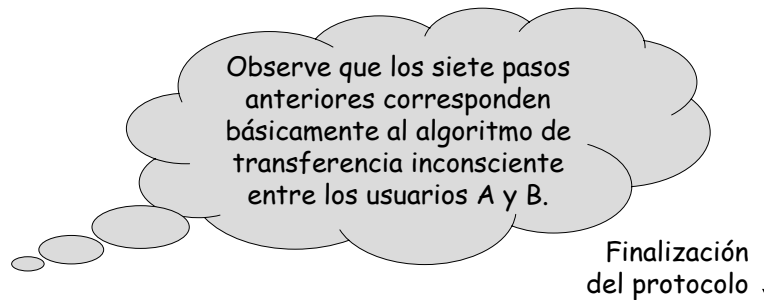 Observe que los siete pasos
anteriores corresponden
básicamente al algoritmo de
transferencia inconsciente
entre los usuarios A y B.
Finalización
del protocolo